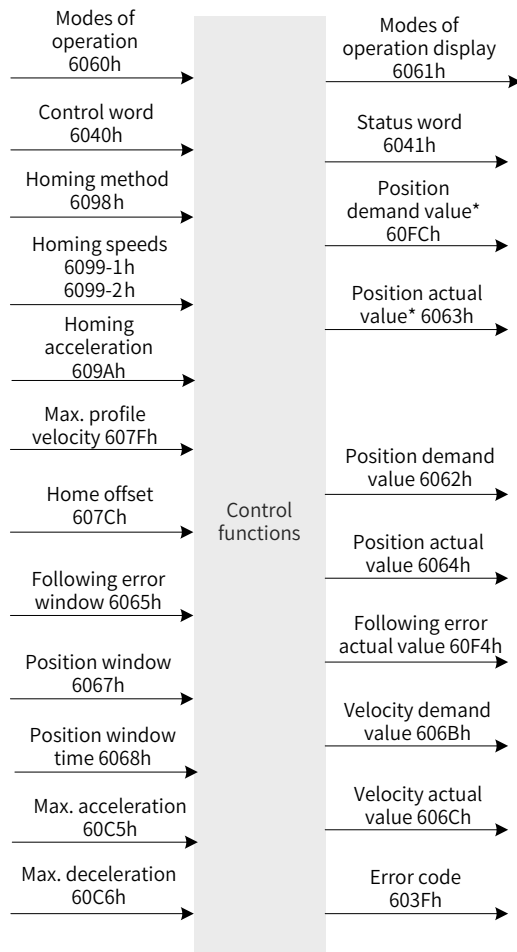 Modes of
operation
6060h
Control word
6040h
Homing method
6098h
Homing speeds
6099-1h
6099-2h
Homing
acceleration
609Ah
Max. profile
velocity 607Fh
Home offset
607Ch
Following error
window 6065h
Position window
6067h
Position window
time 6068h
Max. acceleration
60C5h
Max. deceleration
60C6h
Control
functions
Modes of
operation display
6061h
Status word
6041h
Position
demand value*
60FCh
Position actual
value* 6063h
Position demand
value 6062h
Position actual
value 6064h
Following error
actual value 60F4h
Velocity demand
value 606Bh
Velocity actual
value 606Ch
Error code
603Fh